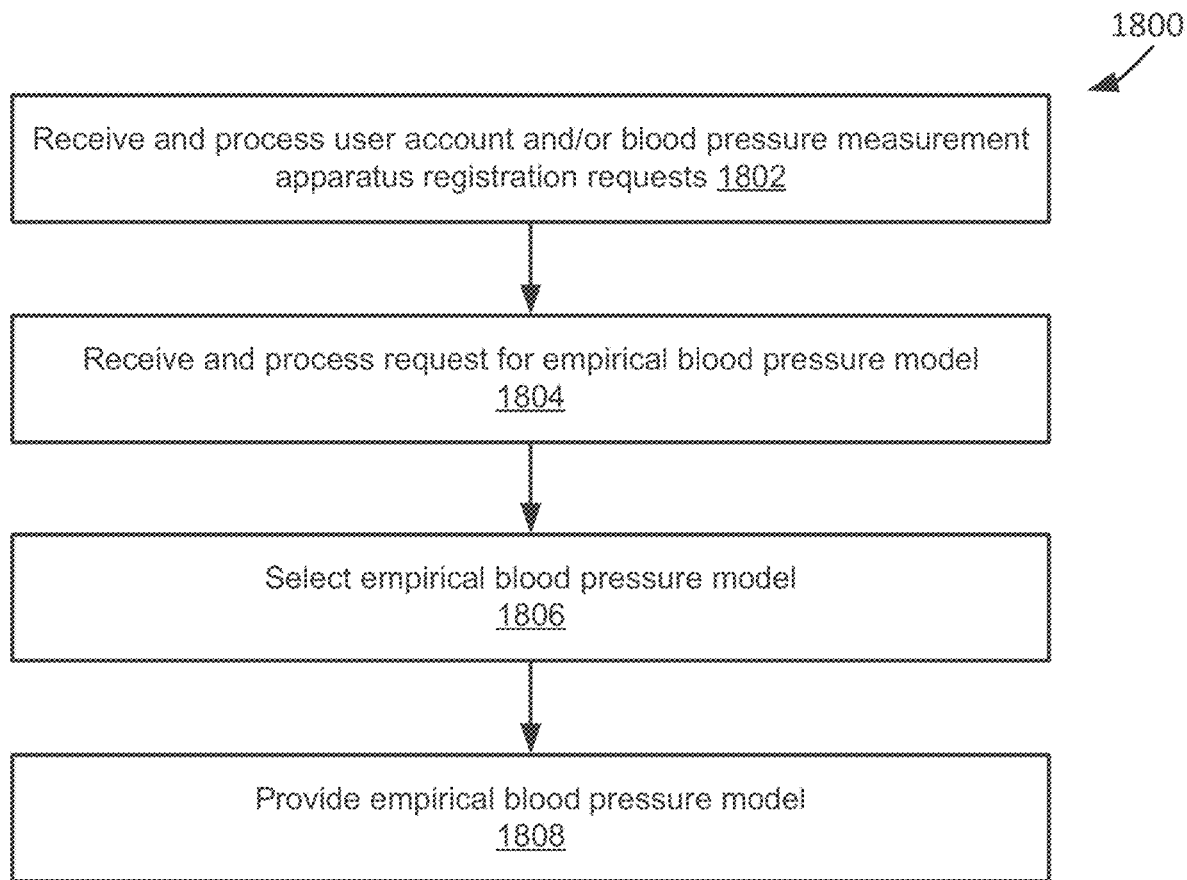 1800
Receive and process user account and/or blood pressure measurement
apparatus registration requests 1802
Receive and process request for empirical blood pressure model
1804
Select empirical blood pressure model
1806
Provide empirical blood pressure model
1808